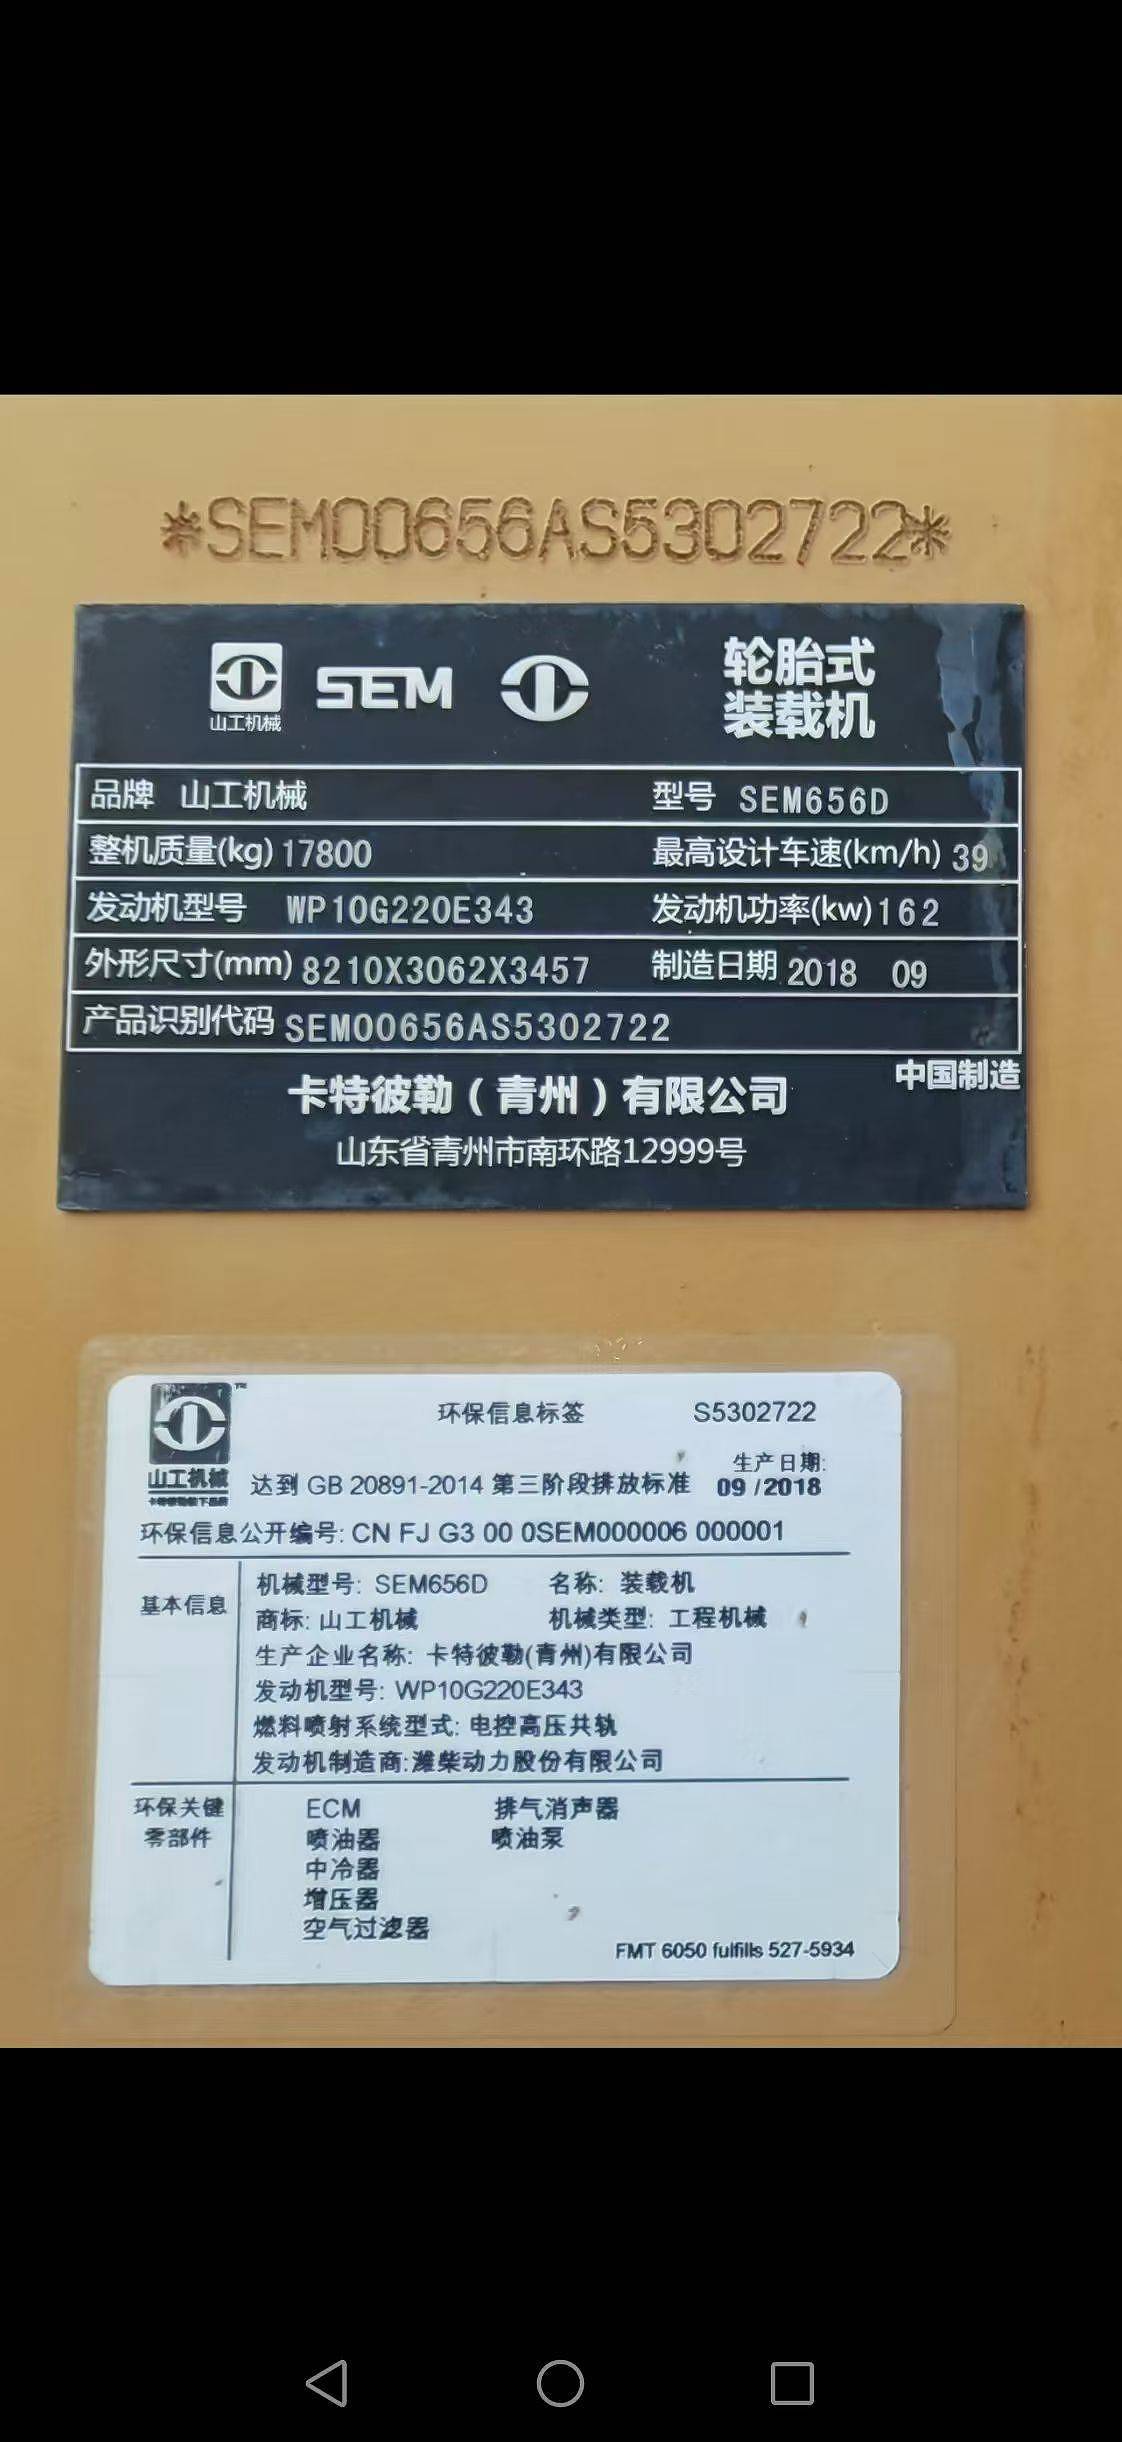 *SEM00656AS5302722*
山工机械 SEM 轮胎式
装载机
品牌 山工机械 型号 SEM656D
整机质量(kg) 17800 最高设计车速(km/h) 39
发动机型号 WP10G220E343 发动机功率(kw) 162
外形尺寸(mm) 8210X3062X3457 制造日期 2018 09
产品识别代码 SEM00656AS5302722
中国制造
卡特彼勒（青州）有限公司
山东省青州市南环路12999号
环保信息标签 S5302722
生产日期:
山工机械 达到 GB 20891-2014 第三阶段排放标准 09 /2018
环保信息公开编号: CN FJ G3 00 0SEM000006 000001
基本信息
机械型号: SEM656D 名称: 装载机
商标: 山工机械 机械类型: 工程机械
生产企业名称: 卡特彼勒(青州)有限公司
发动机型号: WP10G220E343
燃料喷射系统型式: 电控高压共轨
发动机制造商:潍柴动力股份有限公司
环保关键 ECM 排气消声器
零部件 喷油器 喷油泵
中冷器
增压器
空气过滤器
FMT 6050 fulfills 527-5934